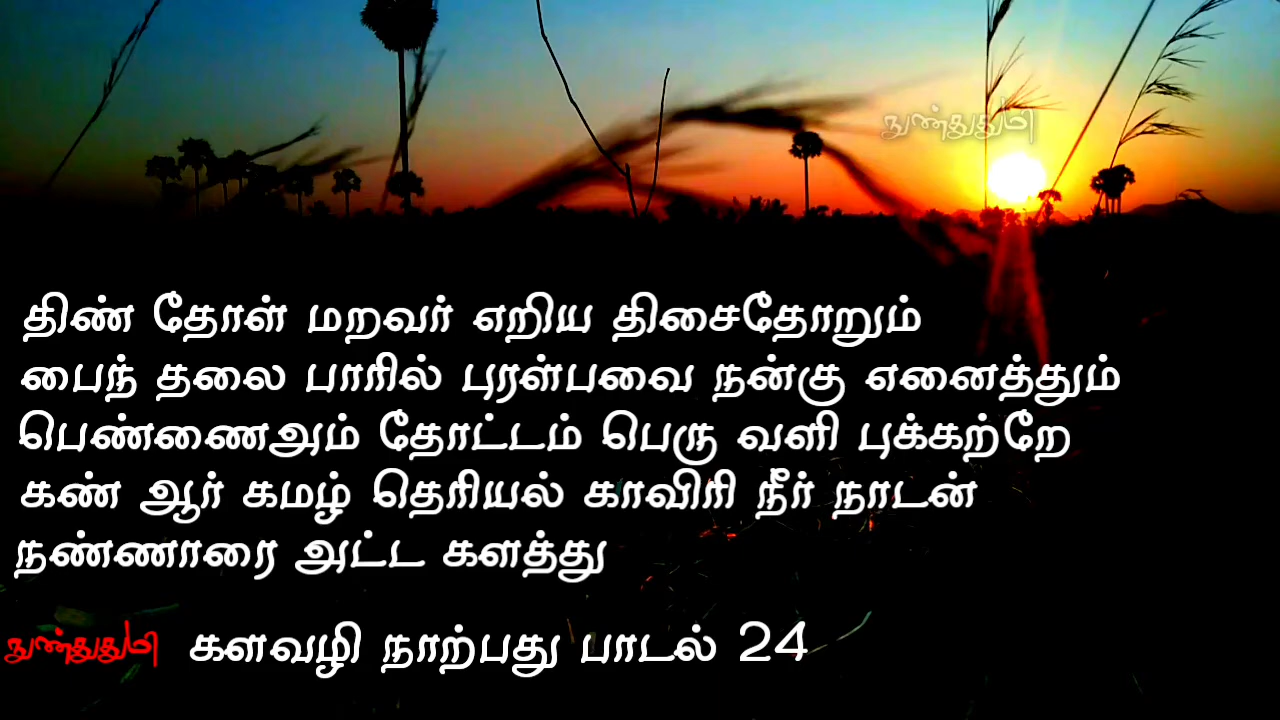 நுண்துதுமி
திண் தோள் மறவர் எறிய திசைதோறும்
பைந் தலை பாரில் புரள்பவை நன்கு எனைத்தும்
பெண்ணைஅம் தோட்டம் பெரு வளி புக்கற்றே
கண் ஆர் கமழ் தெரியல் காவிரி நீர் நாடன்
நண்ணாரை அட்ட களத்து
நுண்துதுமி களவழி நாற்பது பாடல் 24